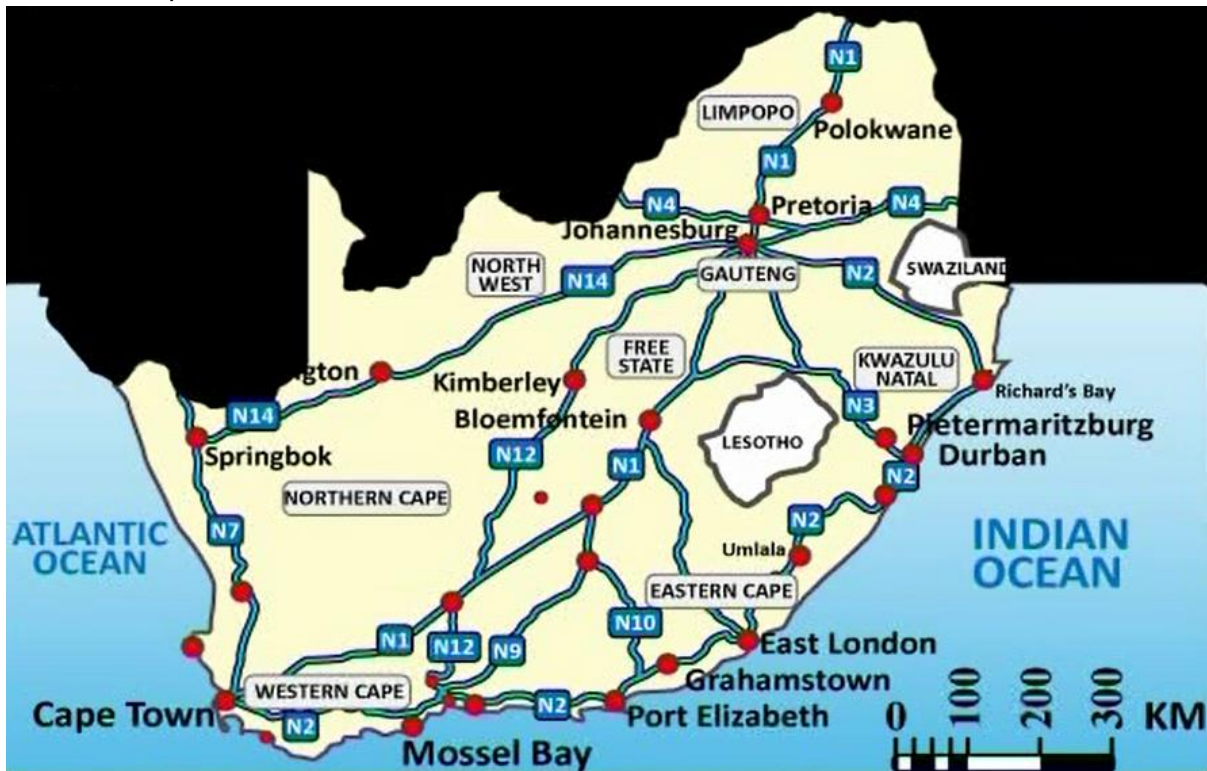 N1
LIMPOPO
Polokwane
N1
N4
Pretoria
N4
Johannesburg
NORTH
WEST
N14
GAUTENG
N2
SWAZILAND
FREE
STATE
KWAZULU
NATAL
ngton
Kimberley
Richard's Bay
N14
Bloemfontein
N3
Pietermaritzburg
Springbok
N12
N1
LESOTHO
Durban
N2
NORTHERN CAPE
ATLANTIC
OCEAN
N7
N2
Umlala
INDIAN
OCEAN
EASTERN CAPE
N1
N12
N9
N10
East London
Grahamstown
WESTERN CAPE
Cape Town
N2
N2
Port Elizabeth
Mossel Bay
0 100 200 300 KM